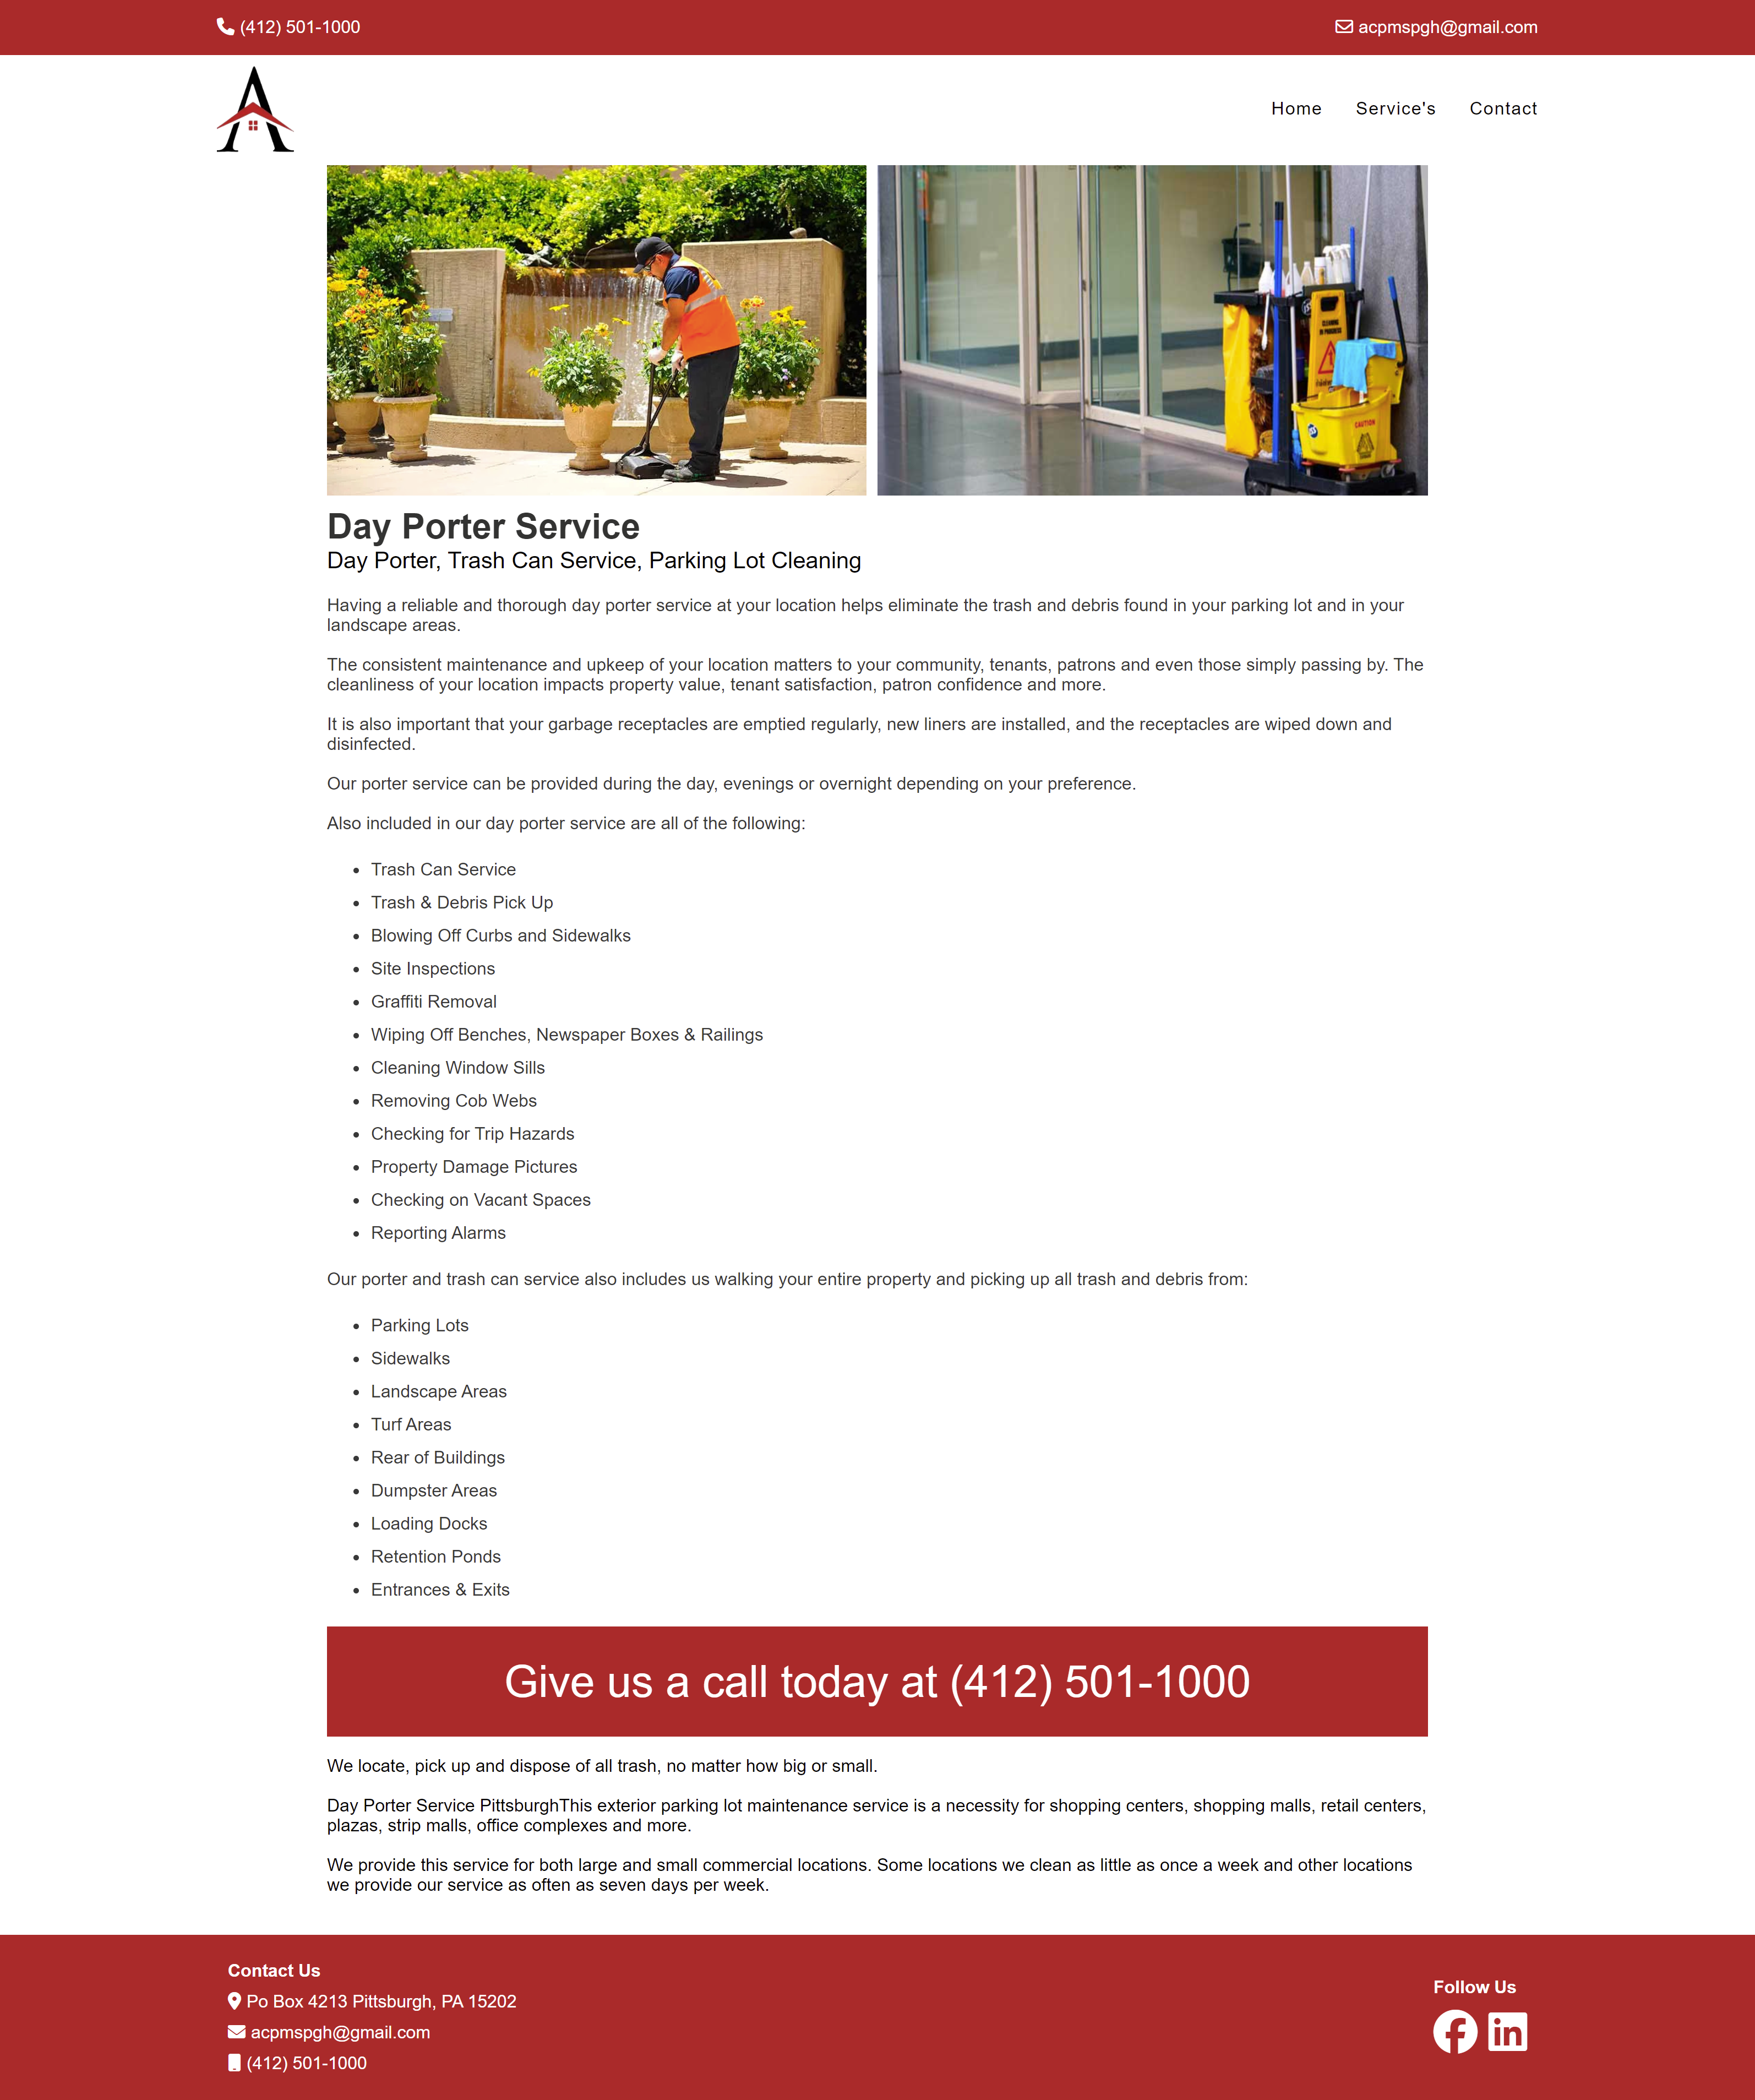 (412) 501-1000
acpmspgh@gmail.com
Home
Service's
Contact
CLEANING
IN PROGRESS
CAUTION
Day Porter Service
Day Porter, Trash Can Service, Parking Lot Cleaning
Having a reliable and thorough day porter service at your location helps eliminate the trash and debris found in your parking lot and in your
landscape areas.
The consistent maintenance and upkeep of your location matters to your community, tenants, patrons and even those simply passing by. The
cleanliness of your location impacts property value, tenant satisfaction, patron confidence and more.
It is also important that your garbage receptacles are emptied regularly, new liners are installed, and the receptacles are wiped down and
disinfected.
Our porter service can be provided during the day, evenings or overnight depending on your preference.
Also included in our day porter service are all of the following:
Trash Can Service
Trash & Debris Pick Up
Blowing Off Curbs and Sidewalks
Site Inspections
Graffiti Removal
Wiping Off Benches, Newspaper Boxes & Railings
Cleaning Window Sills
Removing Cob Webs
Checking for Trip Hazards
Property Damage Pictures
Checking on Vacant Spaces
Reporting Alarms
Our porter and trash can service also includes us walking your entire property and picking up all trash and debris from:
Parking Lots
Sidewalks
Landscape Areas
Turf Areas
Rear of Buildings
Dumpster Areas
Loading Docks
Retention Ponds
Entrances & Exits
Give us a call today at (412) 501-1000
We locate, pick up and dispose of all trash, no matter how big or small.
Day Porter Service PittsburghThis exterior parking lot maintenance service is a necessity for shopping centers, shopping malls, retail centers,
plazas, strip malls, office complexes and more.
We provide this service for both large and small commercial locations. Some locations we clean as little as once a week and other locations
we provide our service as often as seven days per week.
Contact Us
Po Box 4213 Pittsburgh, PA 15202
acpmspgh@gmail.com
(412) 501-1000
Follow Us